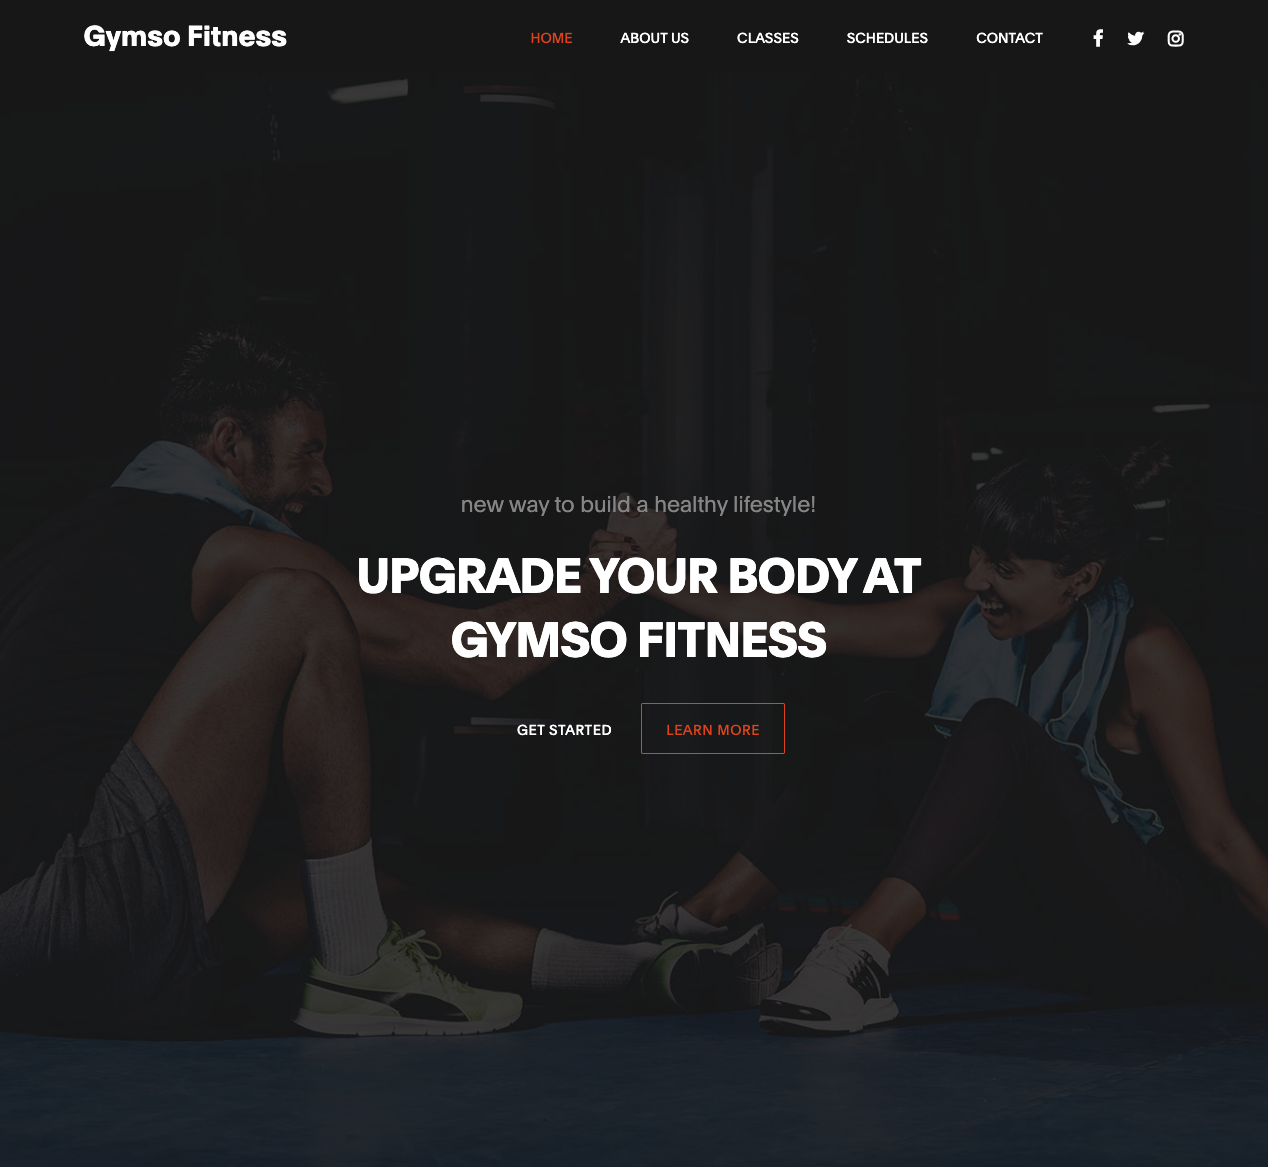 Gymso Fitness
HOME ABOUT US CLASSES SCHEDULES CONTACT
new way to build a healthy lifestyle!
UPGRADE YOUR BODY AT
GYMSO FITNESS
GET STARTED LEARN MORE